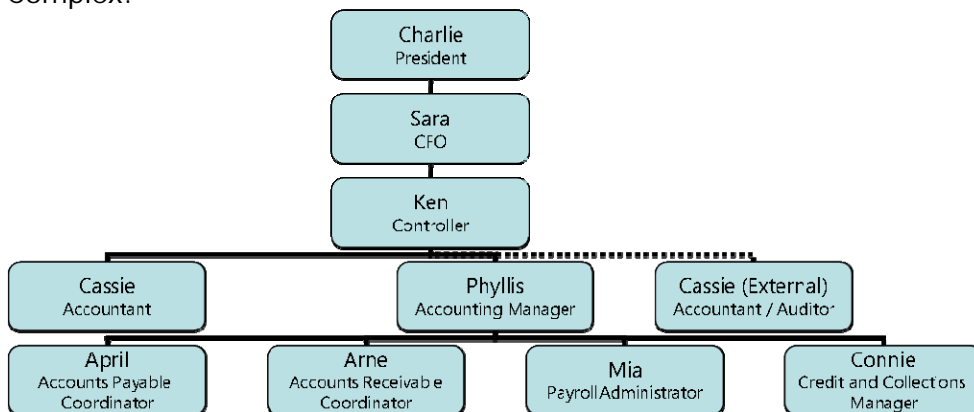 complex.
Charlie
President
Sara
CFO
Ken
Controller
Cassie
Accountant
Phyllis
Accounting Manager
Cassie (External)
Accountant / Auditor
April
Accounts Payable
Coordinator
Arne
Accounts Receivable
Coordinator
Mia
Payroll Administrator
Connie
Credit and Collections
Manager